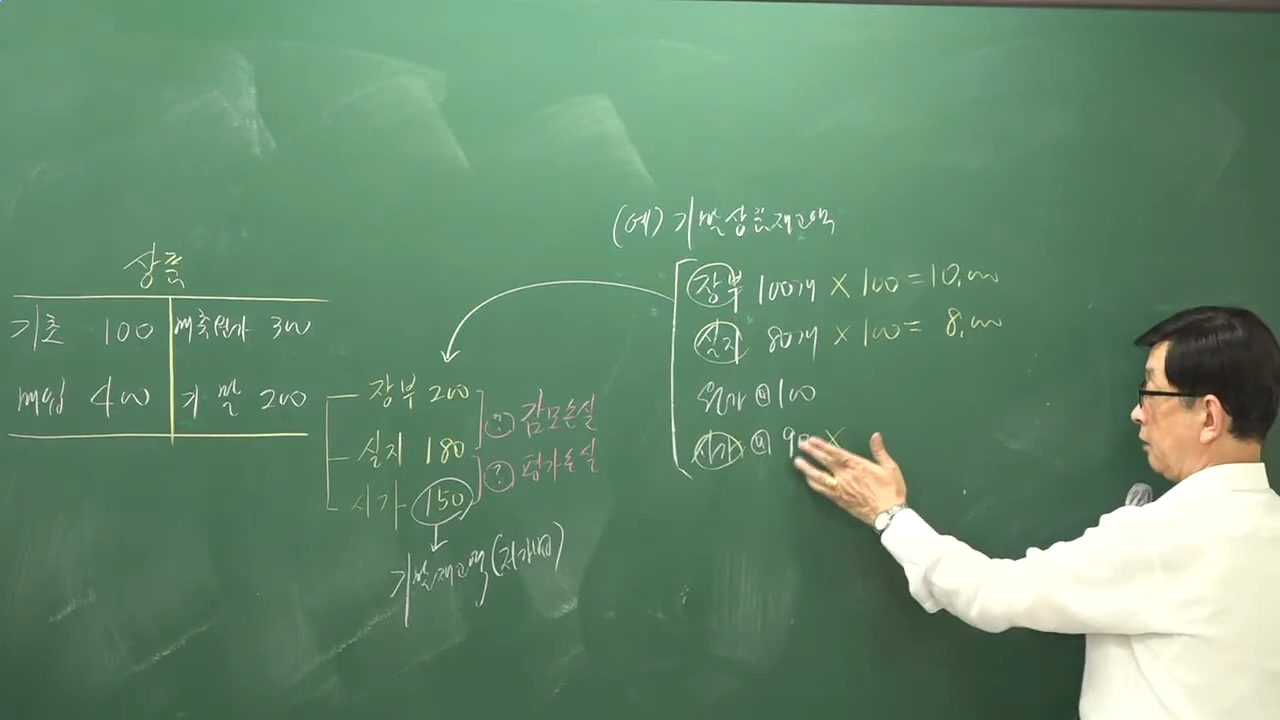 상품
기초 100 매출원가 300
매입 400 기말 200
장부 200
실지 180
시가 150
? 감모손실
? 평가손실
기말재고액(저가법)
(예) 기말상품재고액
장부 100개 × 100 = 10,000
실지 80개 × 100 = 8,000
원가 @100
시가 @ 90 ×